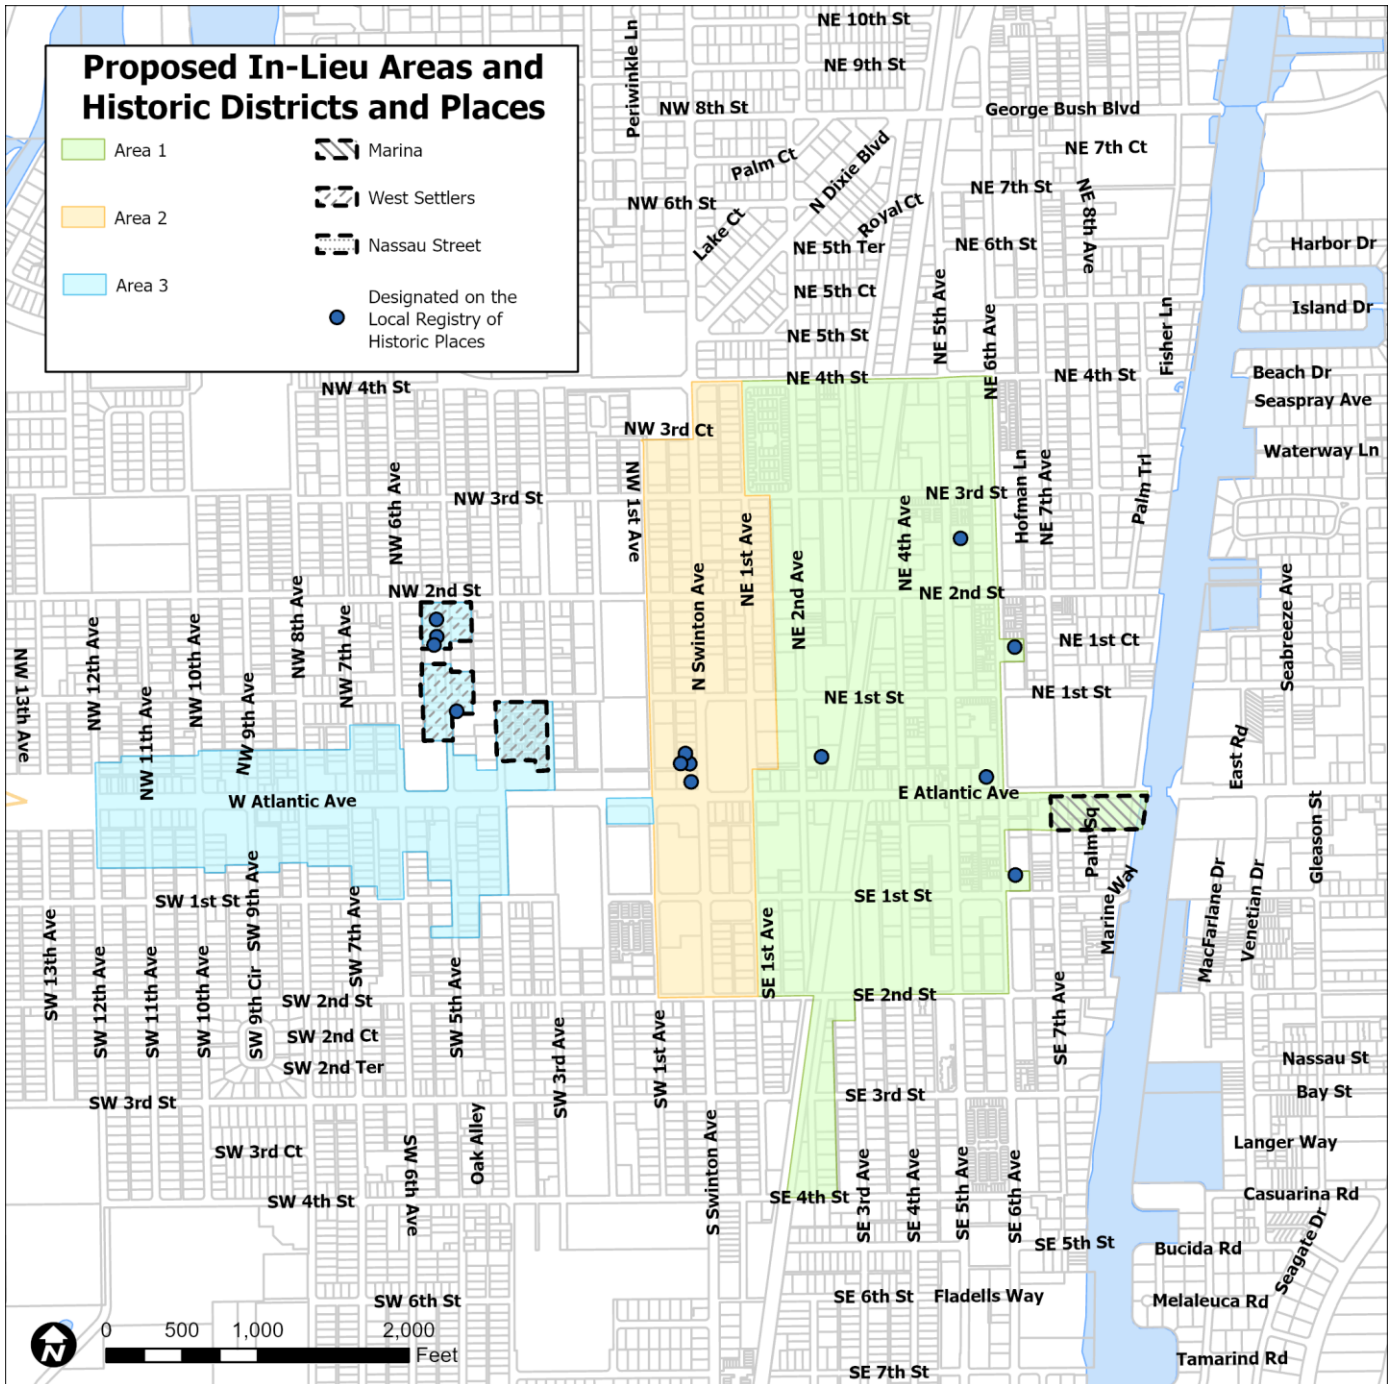 Proposed In-Lieu Areas and
Historic Districts and Places
Area 1
Area 2
Area 3
Marina
West Settlers
Nassau Street
Designated on the
Local Registry of
Historic Places
NE 10th St
NE 9th St
Periwinkle Ln
NW 8th St
George Bush Blvd
NE 7th Ct
Palm Ct
N Dixie Blvd
NE 7th St
NE 8th Ave
NW 6th St
Lake Ct
Royal Ct
NE 5th Ter
NE 6th St
Harbor Dr
NE 5th Ct
NE 5th Ave
Island Dr
NE 5th St
NE 6th Ave
Fisher Ln
NW 4th St
NE 4th St
NE 4th St
Beach Dr
Seaspray Ave
NW 3rd Ct
Waterway Ln
NW 6th Ave
NW 3rd St
NW 1st Ave
NE 3rd St
Hofman Ln
NE 7th Ave
Palm Trl
NE 1st Ave
NE 4th Ave
NW 2nd St
NE 2nd Ave
NE 2nd St
N Swinton Ave
NE 1st Ct
Seabreeze Ave
NW 13th Ave
NW 12th Ave
NW 11th Ave
NW 10th Ave
NW 9th Ave
NW 8th Ave
NW 7th Ave
NE 1st St
NE 1st St
East Rd
W Atlantic Ave
E Atlantic Ave
Palm Sq
Gleason St
SW 1st St
SW 9th Ave
SE 1st St
Marine Way
MacFarlane Dr
Venetian Dr
SW 13th Ave
SW 12th Ave
SW 11th Ave
SW 10th Ave
SW 9th Cir
SW 7th Ave
SW 5th Ave
SE 1st Ave
SW 2nd St
SE 2nd St
SW 2nd Ct
SW 2nd Ter
SW 3rd Ave
SW 1st Ave
SE 7th Ave
Nassau St
SW 3rd St
SE 3rd St
Bay St
SW 3rd Ct
SW 6th Ave
Oak Alley
S Swinton Ave
SE 3rd Ave
SE 4th Ave
SE 5th Ave
SE 6th Ave
Langer Way
SW 4th St
SE 4th St
Casuarina Rd
SE 5th St
Bucida Rd
Seagate Dr
SW 6th St
SE 6th St
Fladells Way
Melaleuca Rd
SE 7th St
Tamarind Rd
0 500 1,000 2,000
Feet